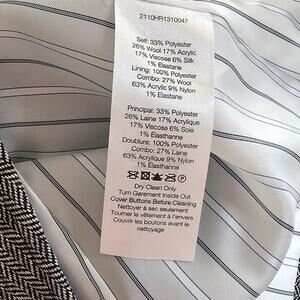 2110HR1310047
Self: 33% Polyester
26% Wool 17% Acrylic
17% Viscose 6% Silk
1% Elastane
Lining: 100% Polyester
Combo: 27% Wool
63% Acrylic 9% Nylon
1% Elastane
Principal: 33% Polyester
26% Laine 17% Acrylique
17% Viscose 6% Soie
1% Élasthanne
Doublure: 100% Polyester
Combo: 27% Laine
63% Acrylique 9% Nylon
1% Élasthanne
Dry Clean Only
Turn Garement Inside Out
Cover Buttons Before Cleaning
Nettoyer à sec seulement
Tourner le vêtement à l'envers
Couvrir les boutons avant le
nettoyage